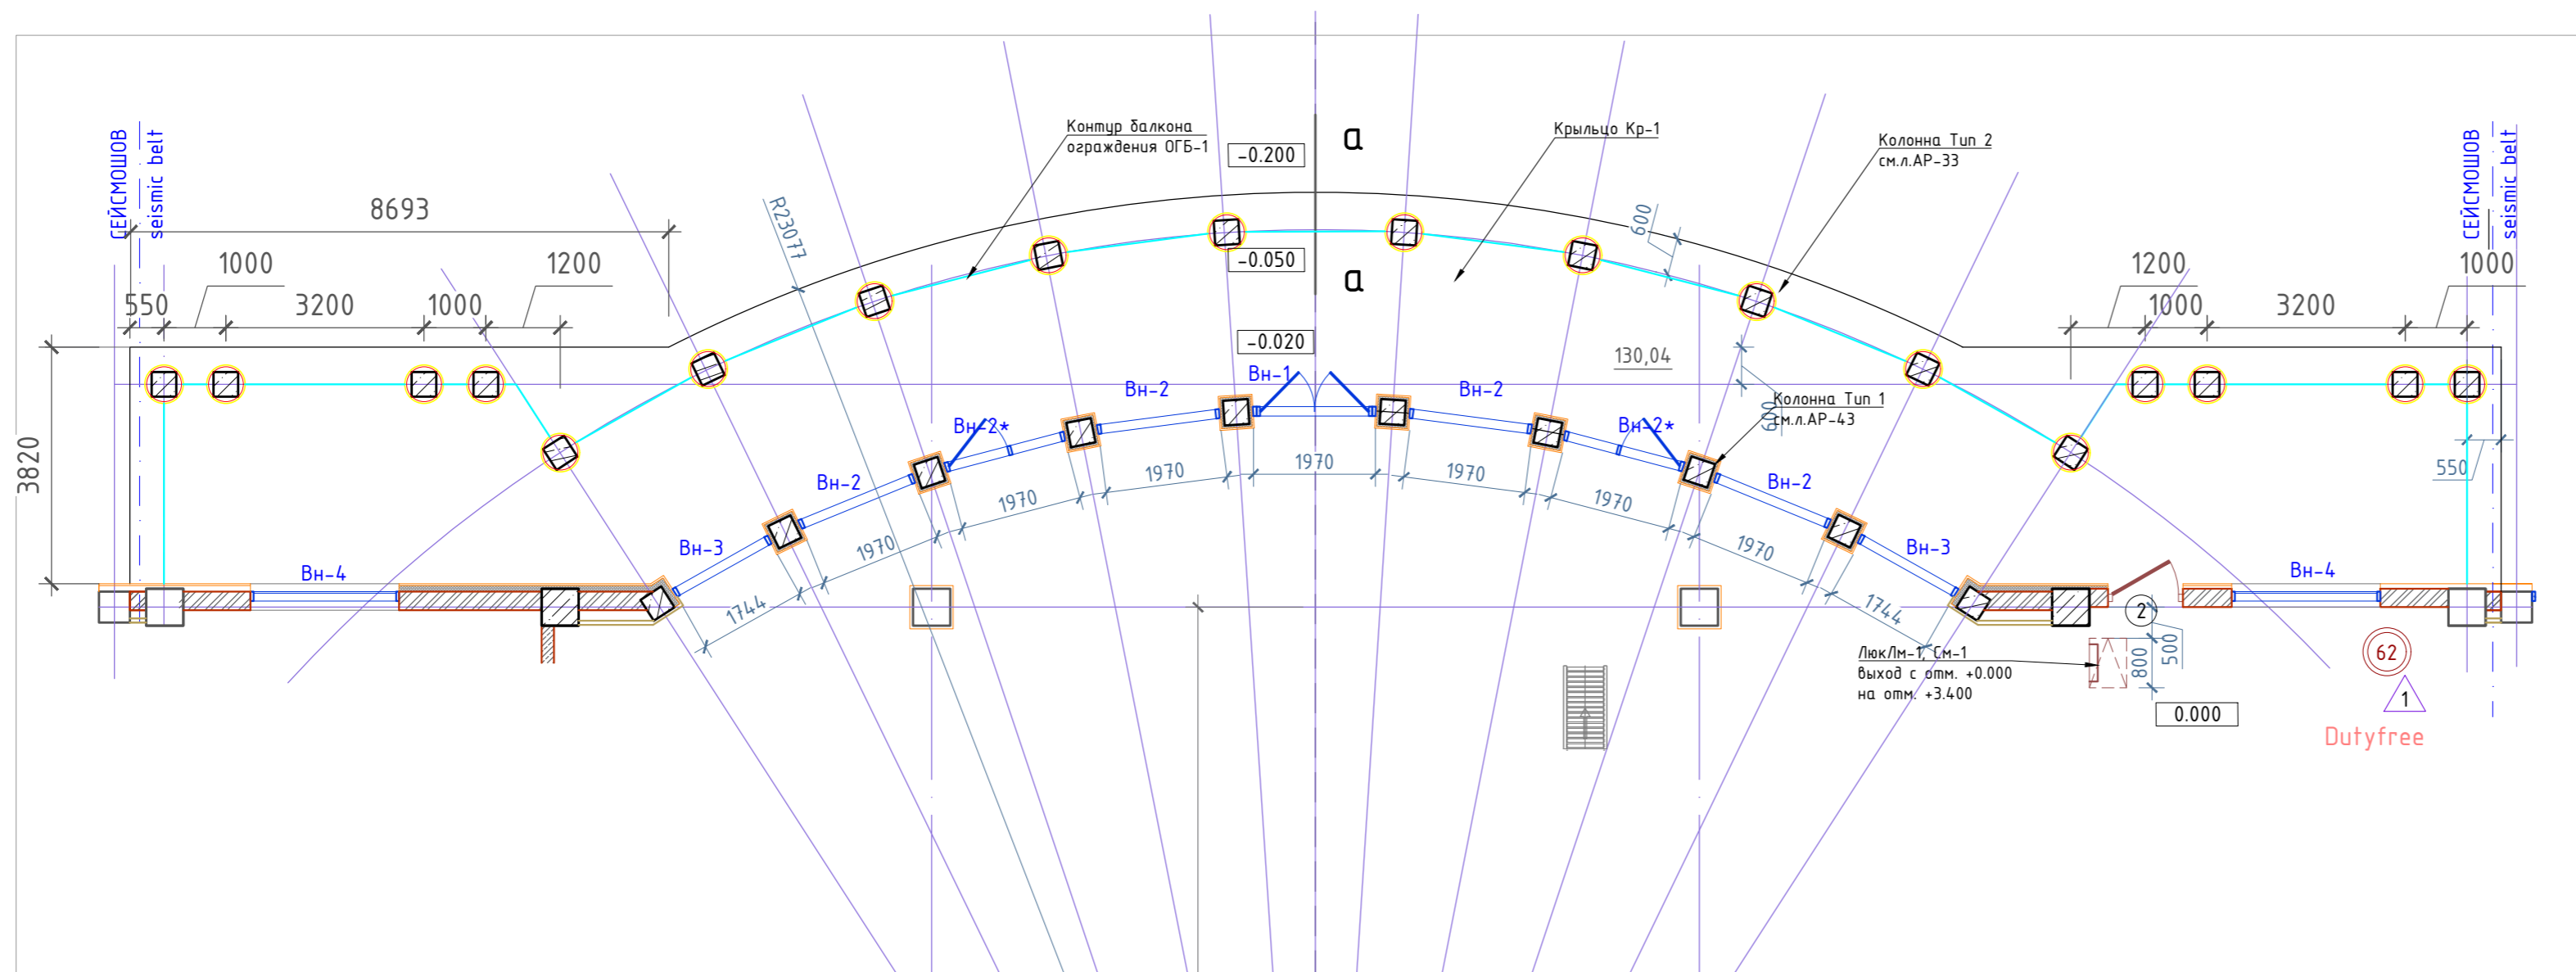 СЕЙСМОШОВ
seismic belt
8693
1000
1200
550
3200
1000
3820
R23077
Контур балкона
ограждения ОГБ-1
-0.200
а
-0.050
а
-0.020
Крыльцо Кр-1
Колонна Тип 2
см.л.АР-33
600
130,04
600
Колонна Тип 1
см.л.АР-43
СЕЙСМОШОВ
seismic belt
1200
1000
1000
3200
550
Вн-4
Вн-3
Вн-2
Вн-2*
Вн-2
Вн-1
Вн-2
Вн-2*
Вн-2
Вн-3
Вн-4
1744
1970
1970
1970
1970
1970
1970
1970
1744
ЛюкЛм-1, См-1
выход с отм. +0.000
на отм. +3.400
2
800
500
0.000
62
1
Dutyfree